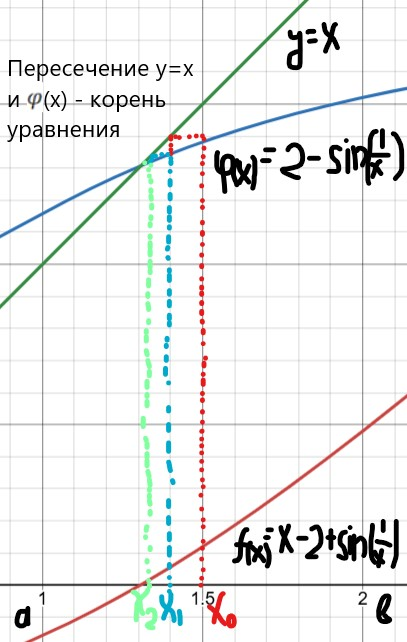 y=x
Пересечение y=x
и φ(x) - корень
уравнения
φ(x)=2-sin(1/x)
f(x)=x-2+sin(1/x)
1 1.5 2
a x₂ x₁ x₀ b